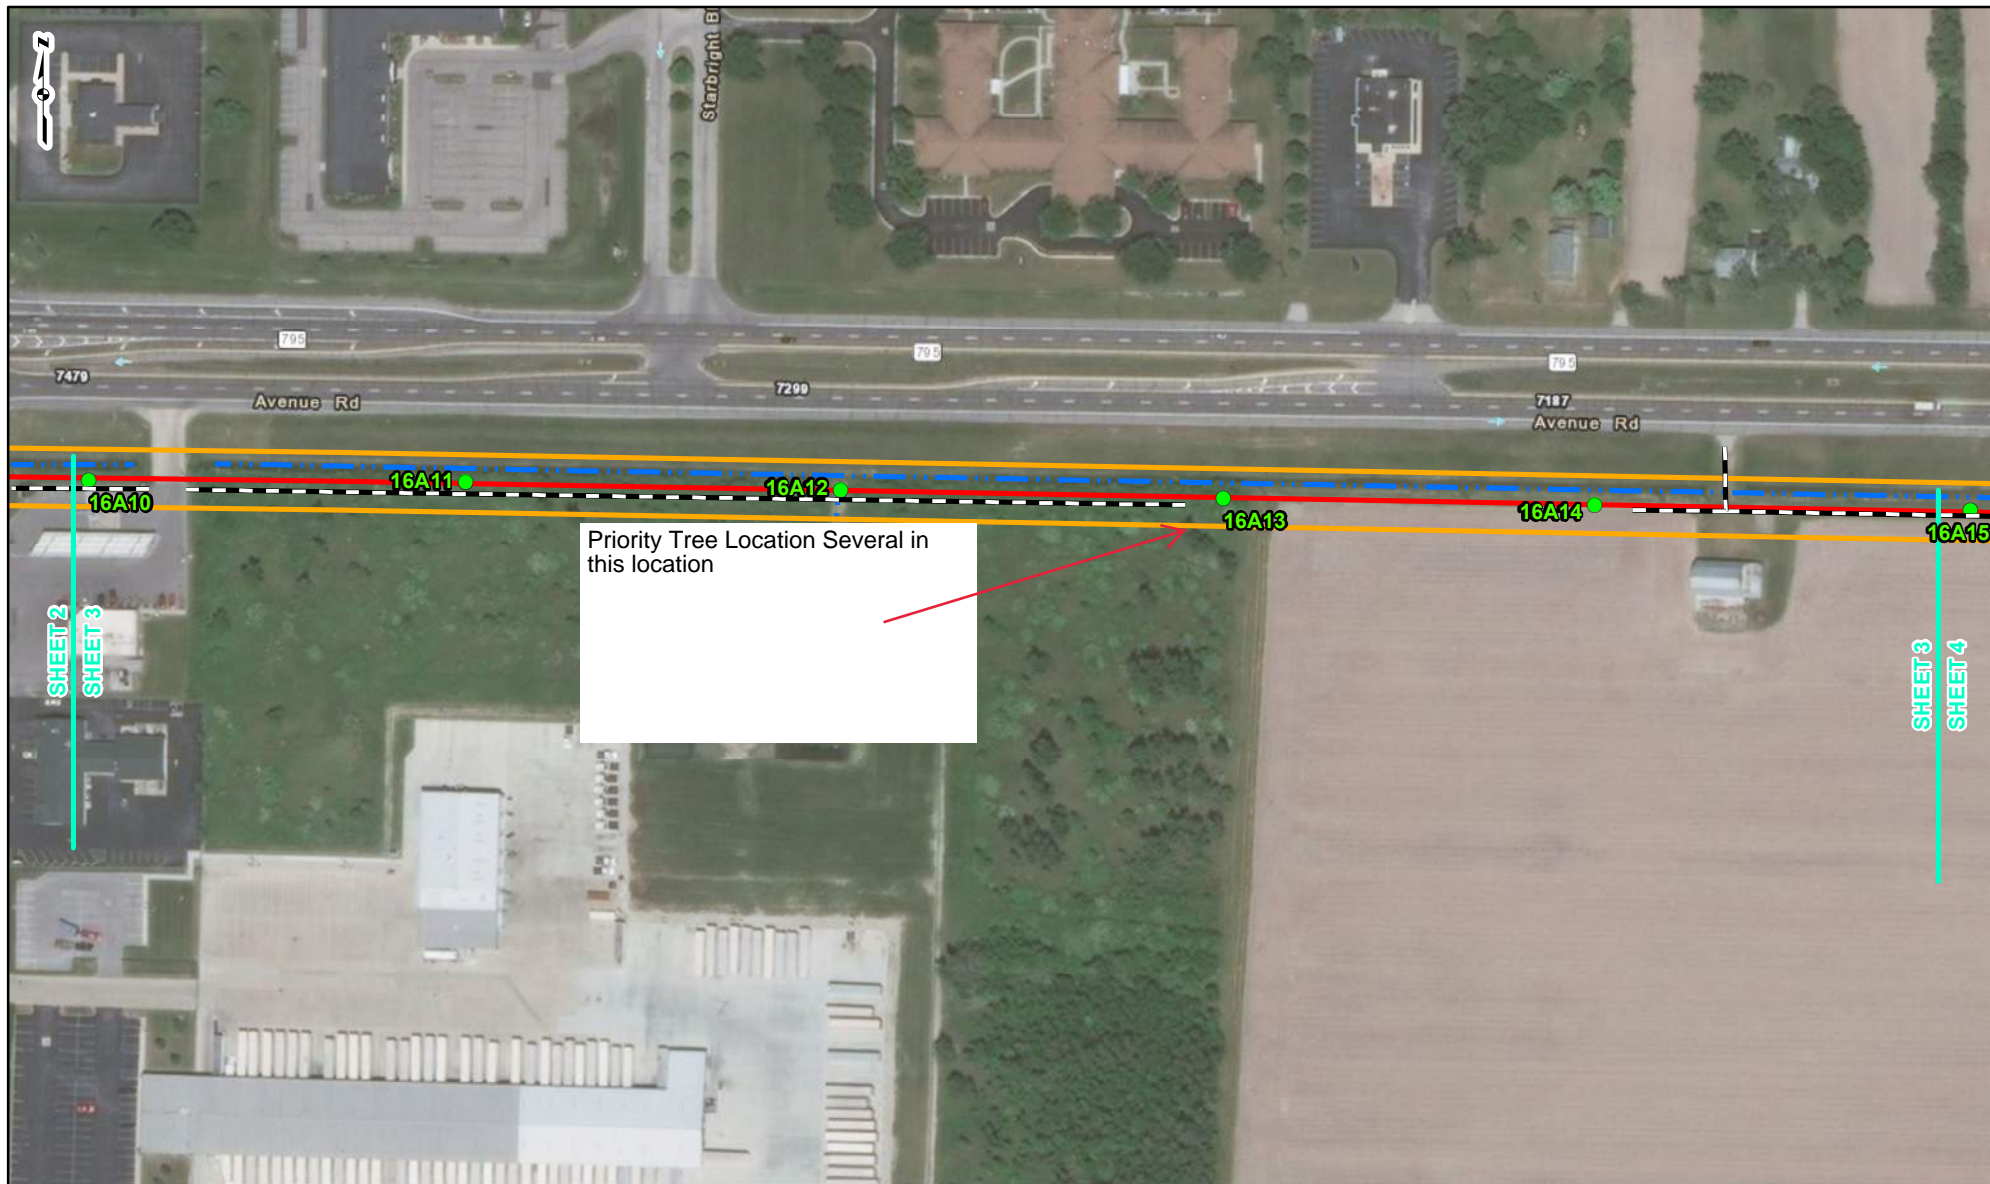 N
Starbright Bl
795
795
795
7479
7299
7187
Avenue Rd
Avenue Rd
16A10
16A11
16A12
16A13
16A14
16A15
Priority Tree Location Several in
this location
SHEET 2
SHEET 3
SHEET 3
SHEET 4